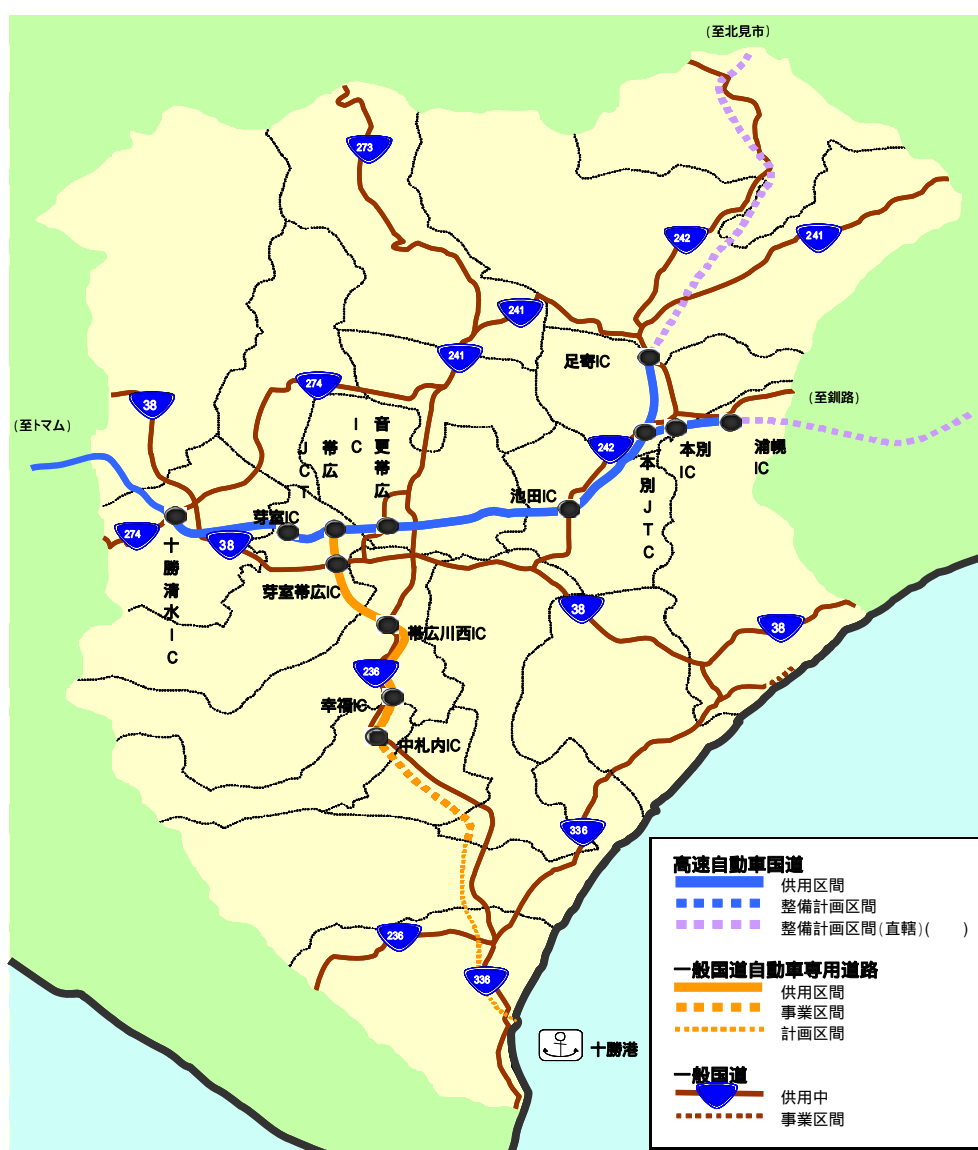 (至北見市)
273
242
241
241
241
足寄IC
274
38
(至トマム)
(至釧路)
音更帯広IC
帯広JCT
242
本別JTC
本別IC
浦幌IC
池田IC
芽室IC
274
38
十勝清水IC
芽室帯広IC
帯広川西IC
38
38
236
幸福IC
中札内IC
336
236
336
十勝港
高速自動車国道
供用区間
整備計画区間
整備計画区間(直轄)(　　)
一般国道自動車専用道路
供用区間
事業区間
計画区間
一般国道
供用中
事業区間